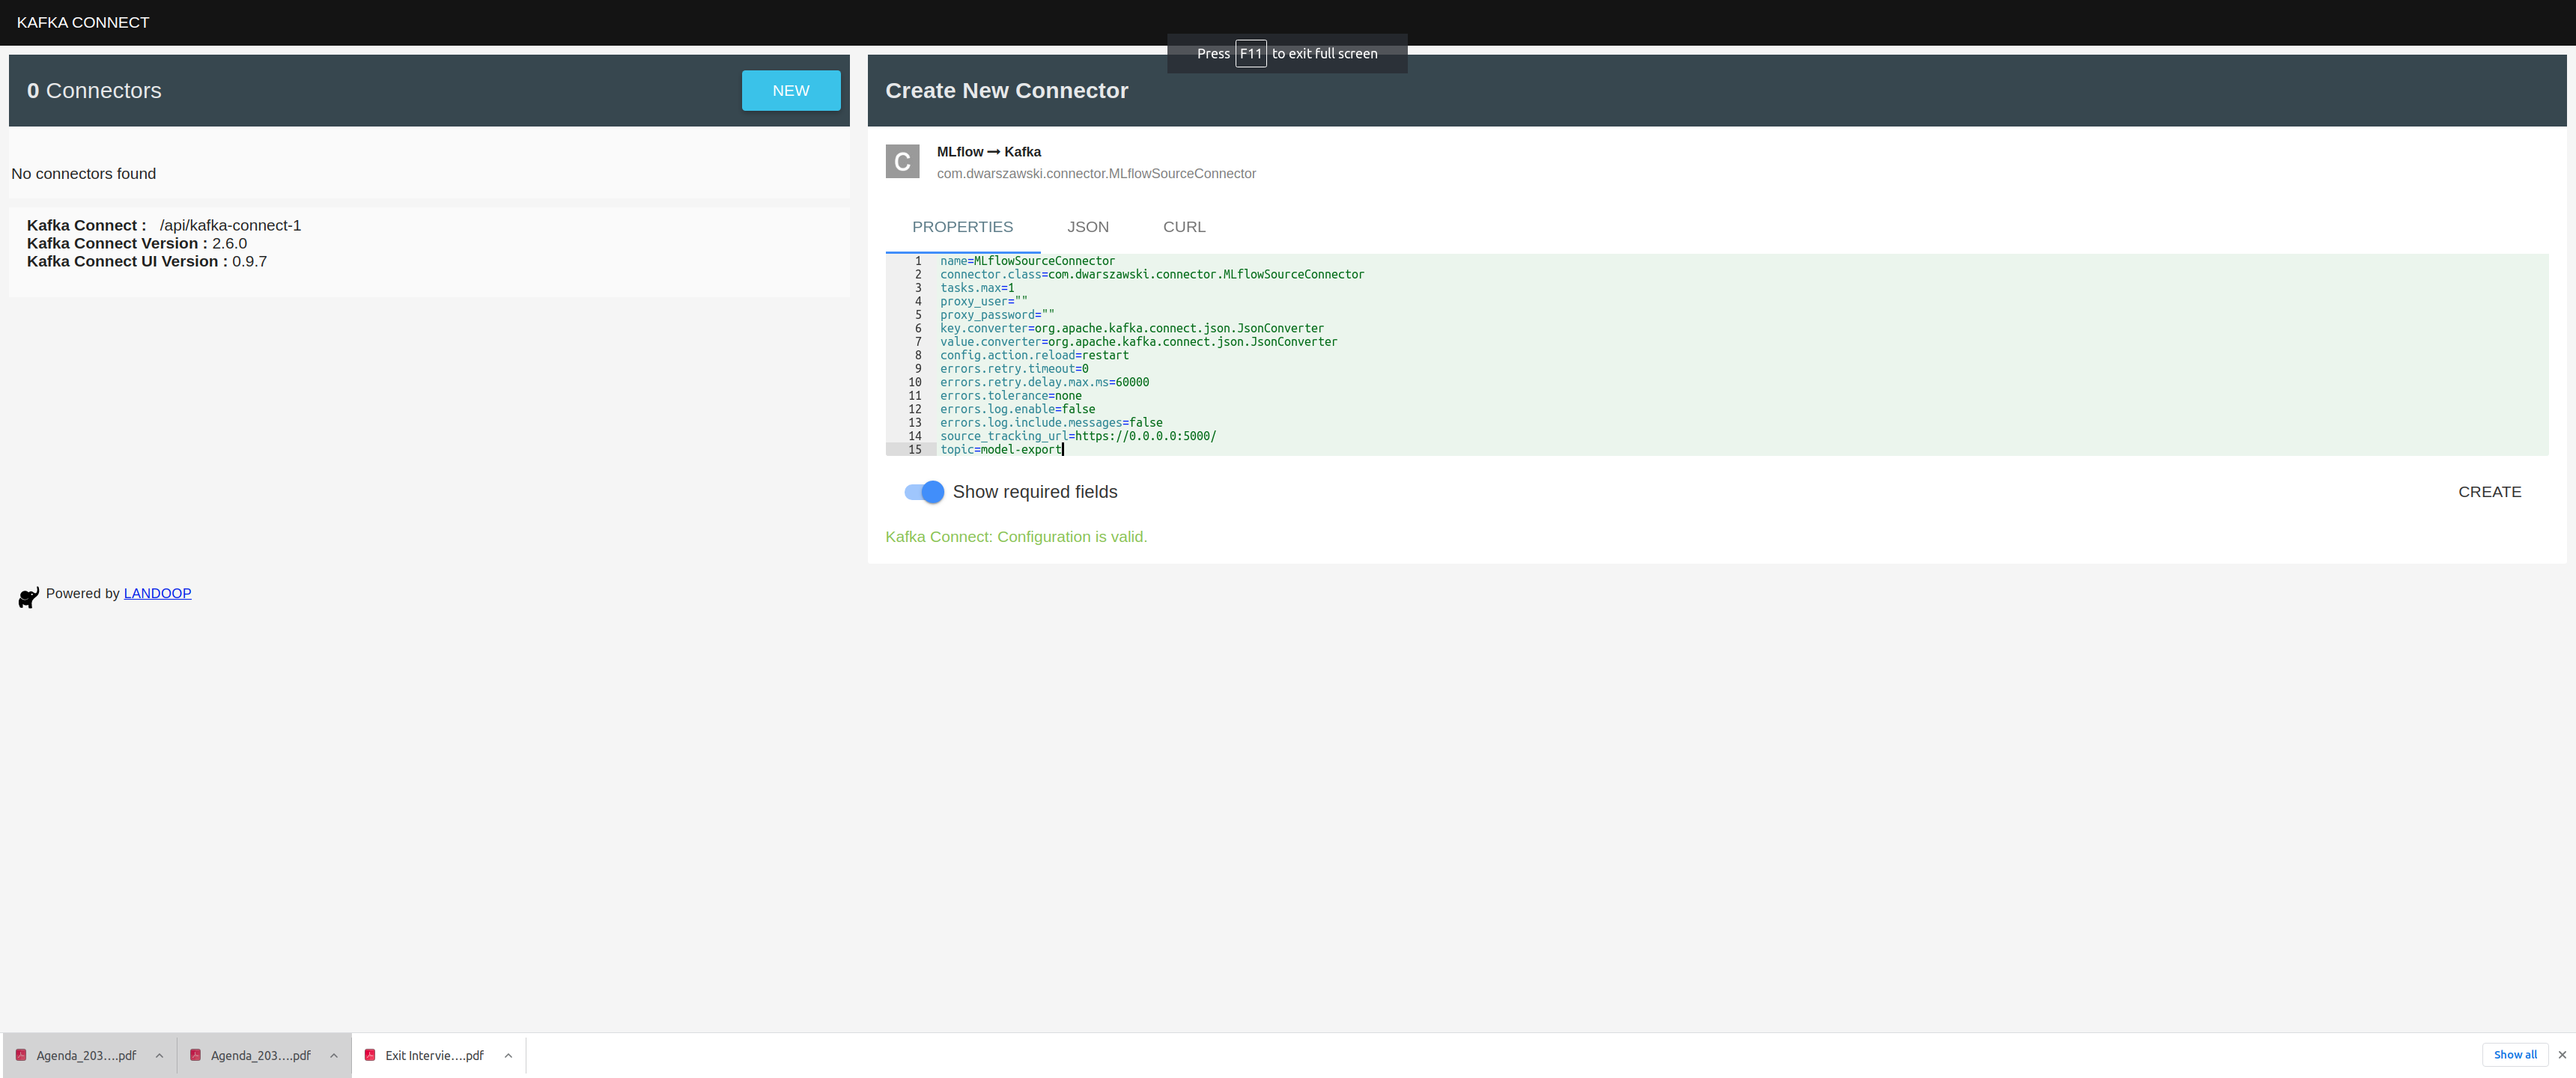 KAFKA CONNECT
Press F11 to exit full screen
0 Connectors
NEW
No connectors found
Kafka Connect : /api/kafka-connect-1
Kafka Connect Version : 2.6.0
Kafka Connect UI Version : 0.9.7
Powered by LANDOOP
Create New Connector
C
MLflow → Kafka
com.dwarszawski.connector.MLflowSourceConnector
PROPERTIES JSON CURL
1 name=MLflowSourceConnector
2 connector.class=com.dwarszawski.connector.MLflowSourceConnector
3 tasks.max=1
4 proxy_user=""
5 proxy_password=""
6 key.converter=org.apache.kafka.connect.json.JsonConverter
7 value.converter=org.apache.kafka.connect.json.JsonConverter
8 config.action.reload=restart
9 errors.retry.timeout=0
10 errors.retry.delay.max.ms=60000
11 errors.tolerance=none
12 errors.log.enable=false
13 errors.log.include.messages=false
14 source_tracking_url=https://0.0.0.0:5000/
15 topic=model-export
Show required fields
CREATE
Kafka Connect: Configuration is valid.
Agenda_203....pdf
Agenda_203....pdf
Exit Intervie....pdf
Show all